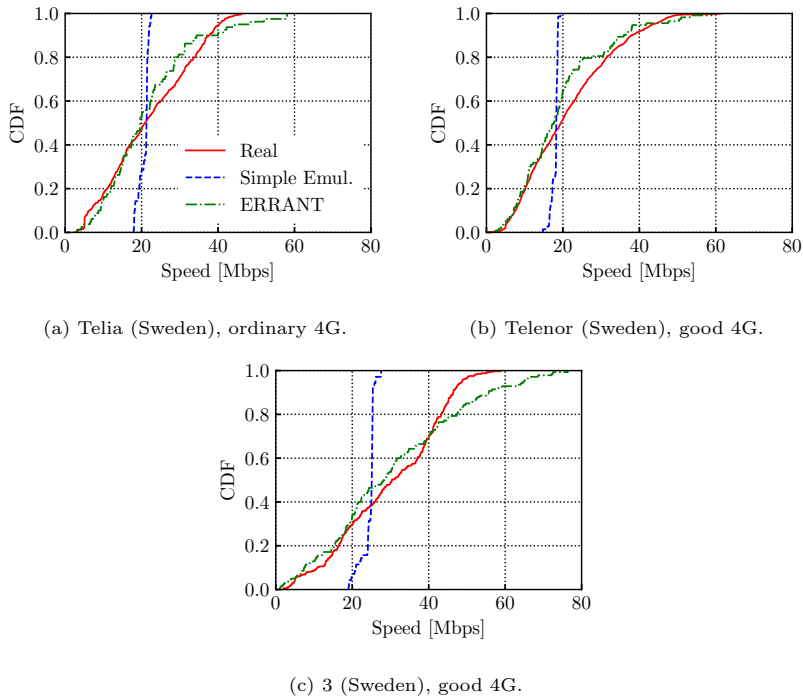 1.0
0.8
0.6
0.4
0.2
0.0
CDF
Real
Simple Emul.
ERRANT
0 20 40 60 80
Speed [Mbps]
(a) Telia (Sweden), ordinary 4G.
1.0
0.8
0.6
0.4
0.2
0.0
CDF
0 20 40 60 80
Speed [Mbps]
(b) Telenor (Sweden), good 4G.
1.0
0.8
0.6
0.4
0.2
0.0
CDF
0 20 40 60 80
Speed [Mbps]
(c) 3 (Sweden), good 4G.